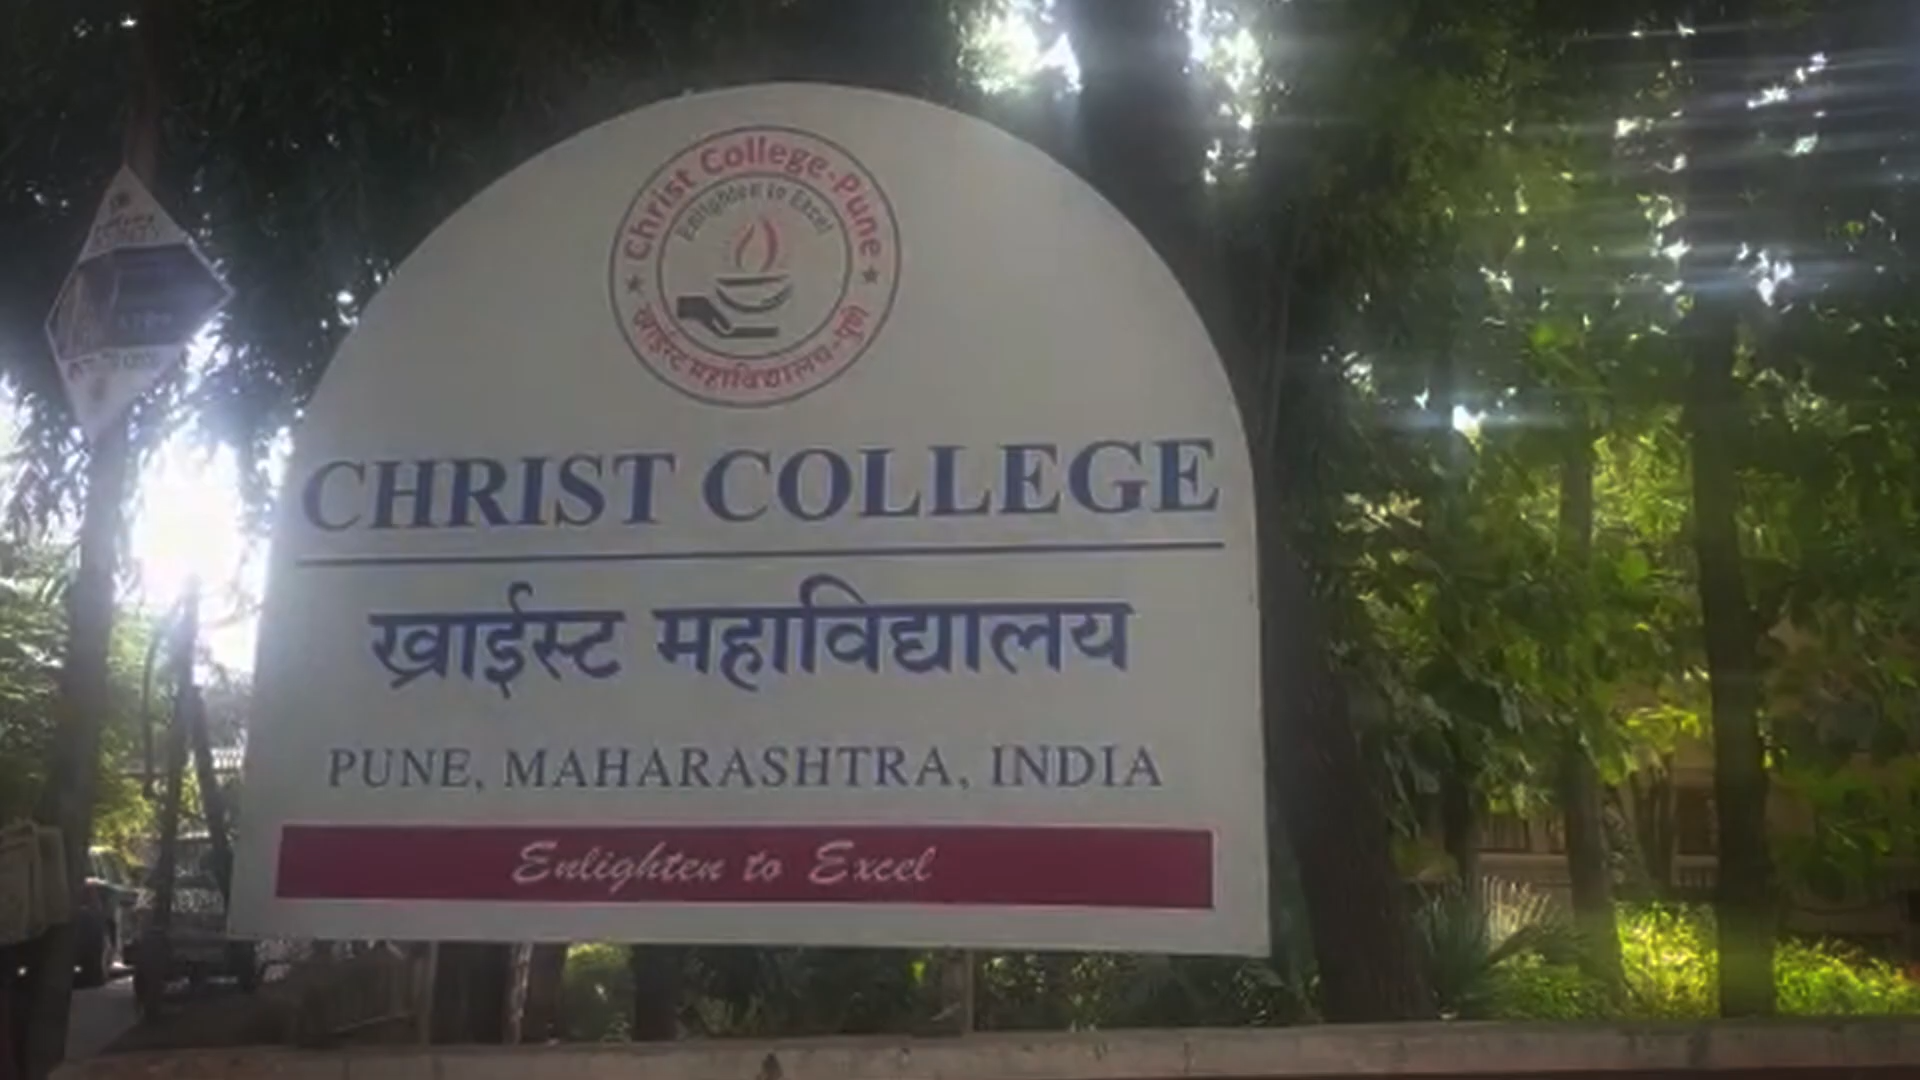 Christ College-Pune
Enlighten to Excel
ख्राईस्ट महाविद्यालय-पुणे
CHRIST COLLEGE
ख्राईस्ट महाविद्यालय
PUNE, MAHARASHTRA, INDIA
Enlighten to Excel